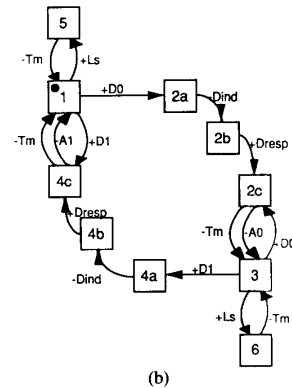 5
-Tm
+Ls
1
+D0
2a
-Dind
2b
+Dresp
2c
-Tm
-A1
+D1
4c
+Dresp
4b
-Dind
4a
+D1
-Tm
-A0
+D0
3
+Ls
-Tm
6
(b)